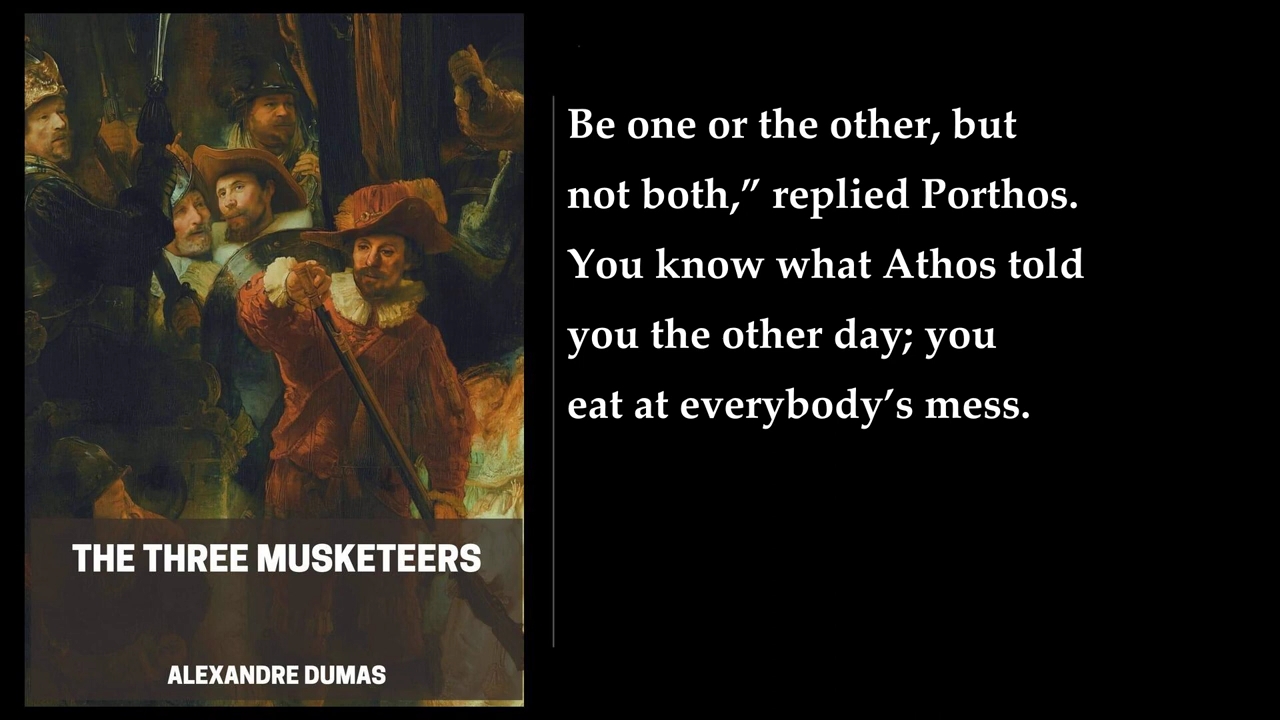 THE THREE MUSKETEERS
ALEXANDRE DUMAS
Be one or the other, but
not both,” replied Porthos.
You know what Athos told
you the other day; you
eat at everybody’s mess.